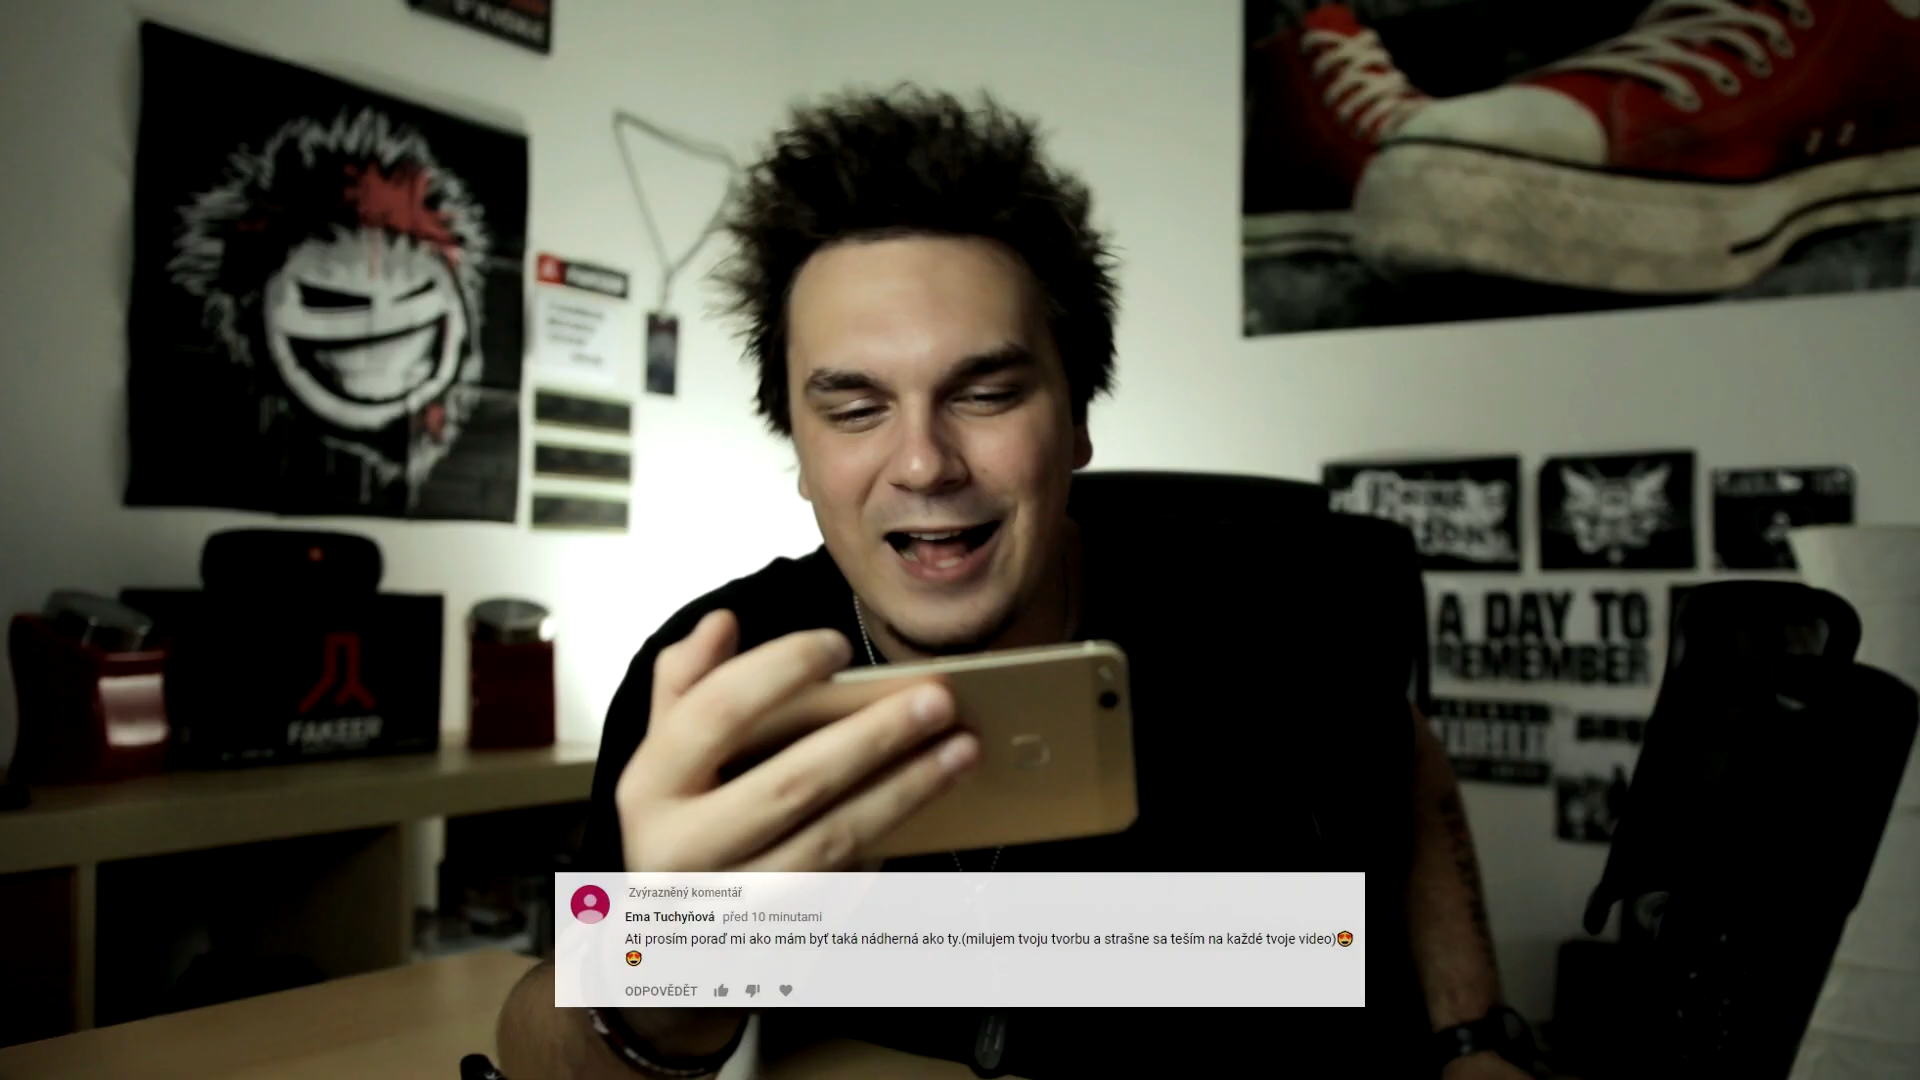 FAKEER
A DAY TO
REMEMBER
Zvýrazněný komentář
Ema Tuchyňová před 10 minutami
Ati prosím poraď mi ako mám byť taká nádherná ako ty.(milujem tvoju tvorbu a strašne sa teším na každé tvoje video)😍
😍
ODPOVĚDĚT